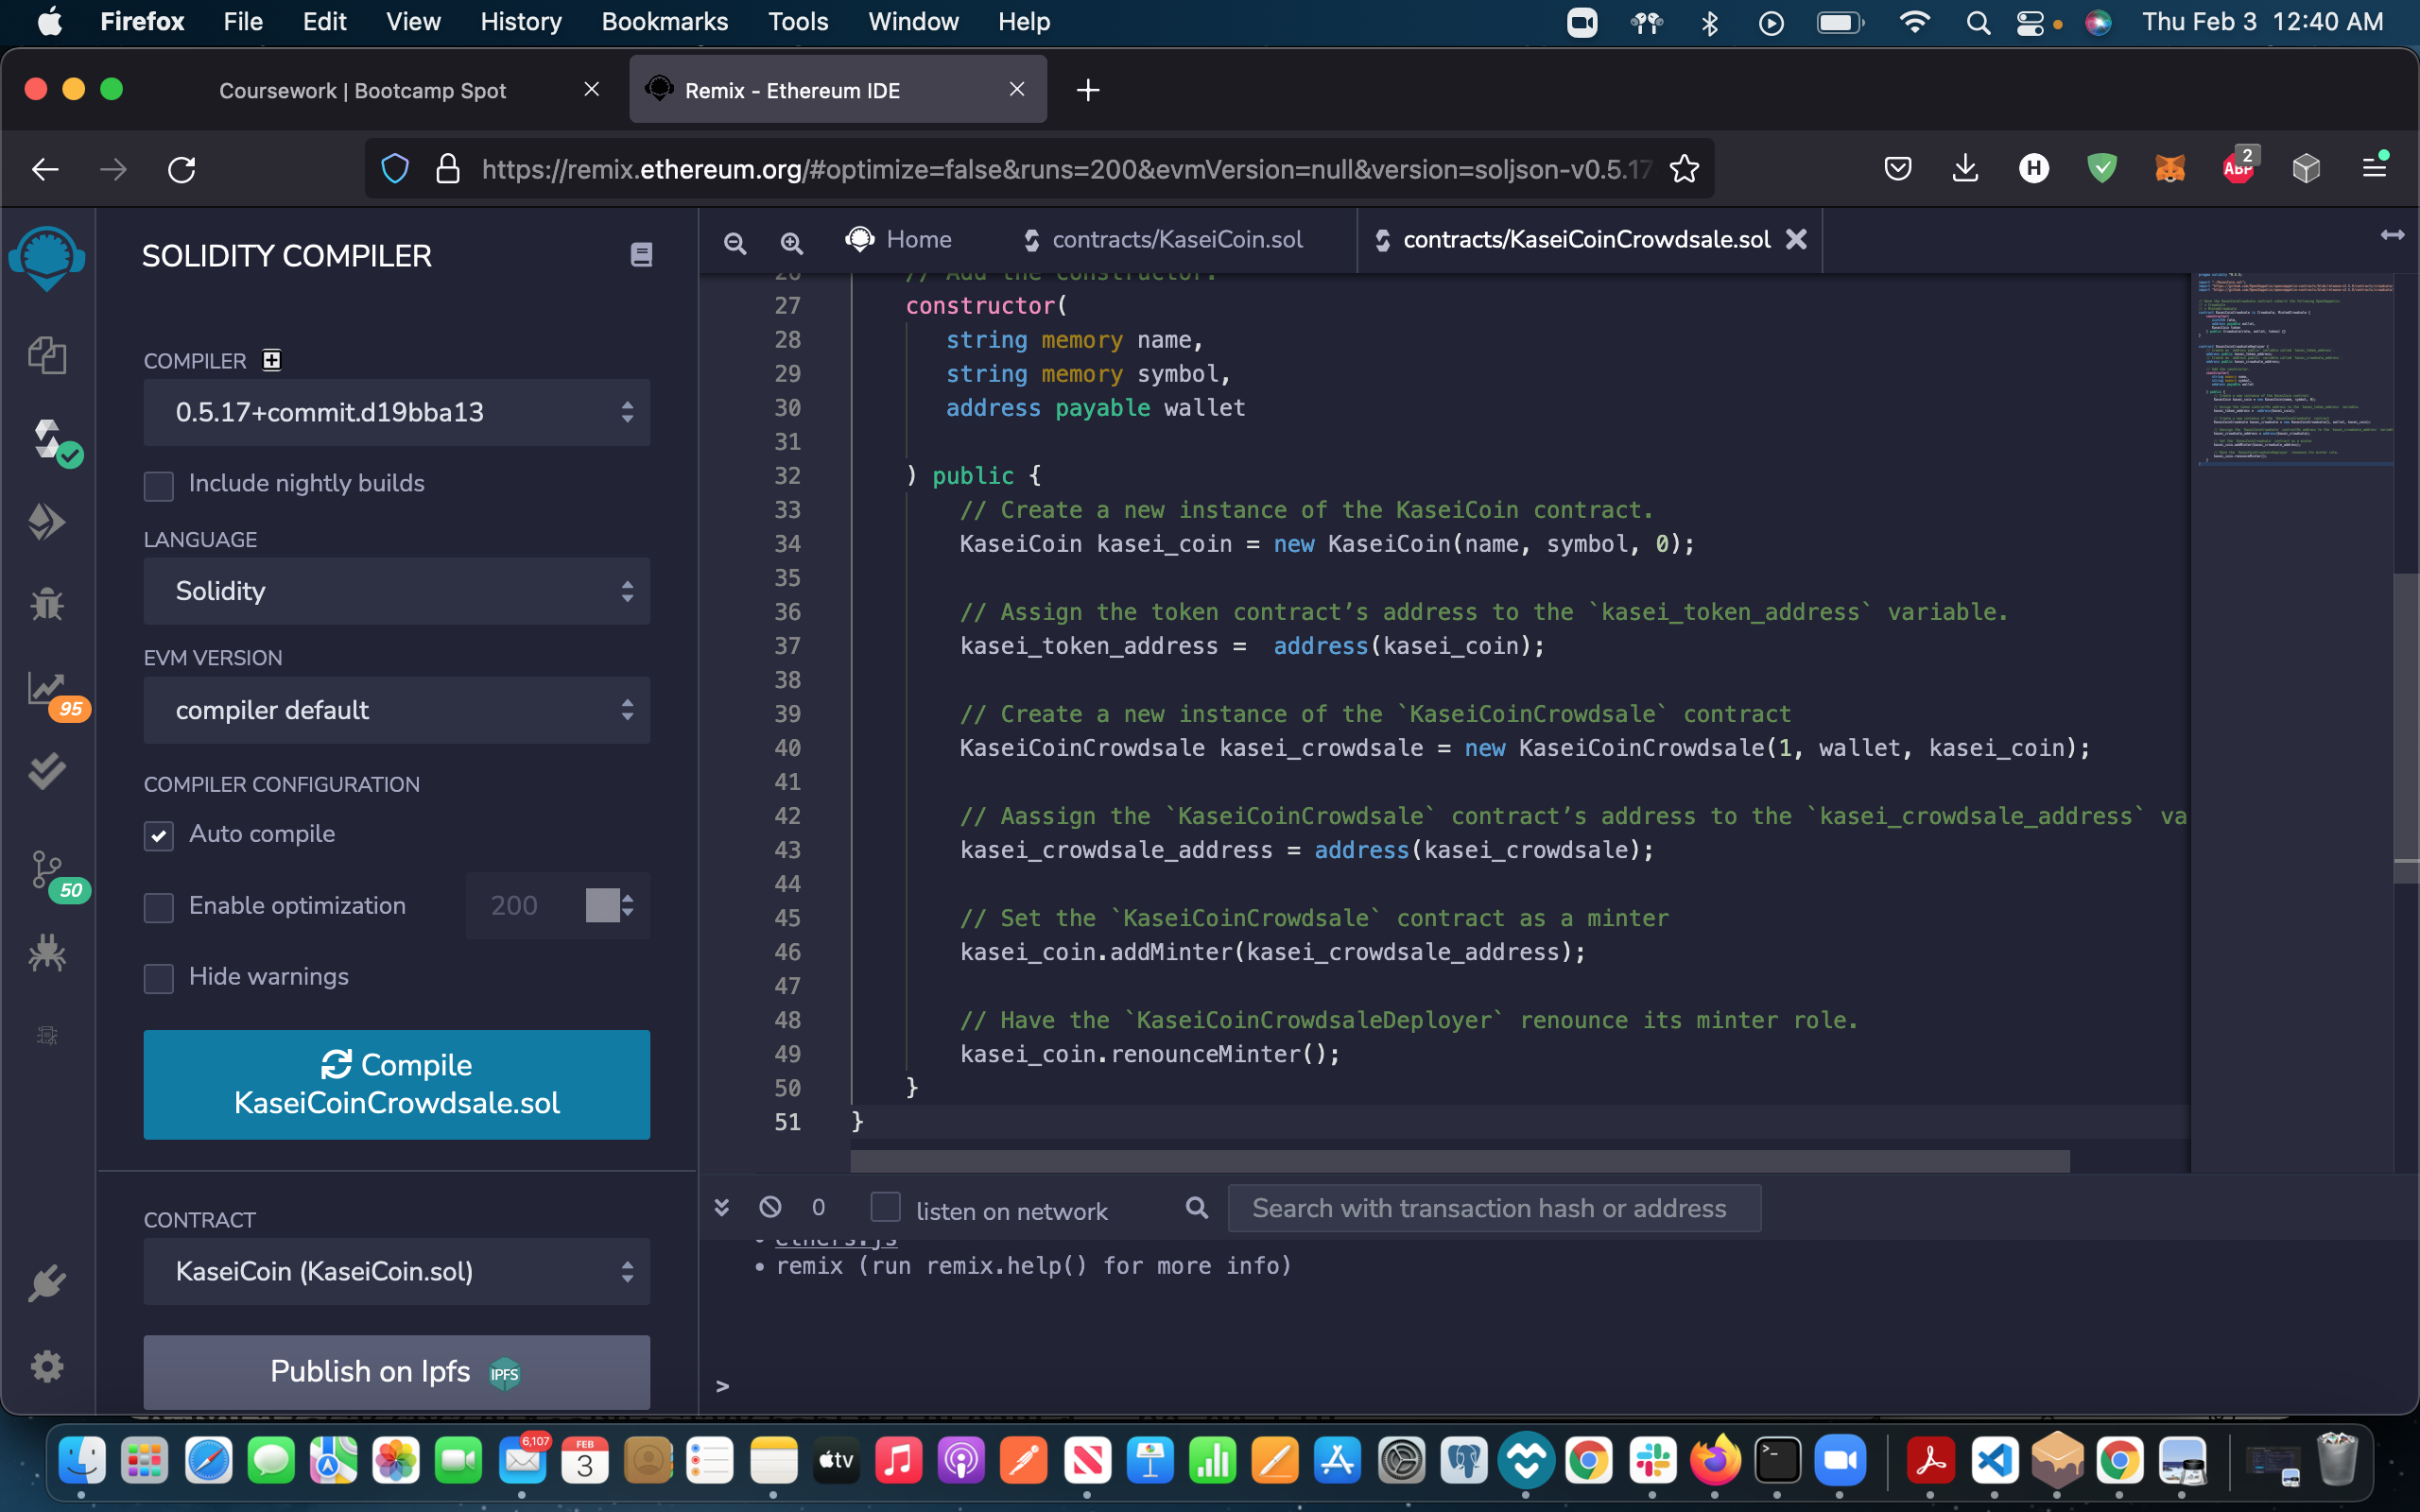 Firefox File Edit View History Bookmarks Tools Window Help Thu Feb 3 12:40 AM
Coursework | Bootcamp Spot
Remix - Ethereum IDE
https://remix.ethereum.org/#optimize=false&runs=200&evmVersion=null&version=soljson-v0.5.17
H
ABP 2
SOLIDITY COMPILER
COMPILER
0.5.17+commit.d19bba13
Include nightly builds
LANGUAGE
Solidity
EVM VERSION
compiler default
COMPILER CONFIGURATION
Auto compile
Enable optimization 200
Hide warnings
Compile
KaseiCoinCrowdsale.sol
CONTRACT
KaseiCoin (KaseiCoin.sol)
Publish on Ipfs IPFS
95
50
Home contracts/KaseiCoin.sol contracts/KaseiCoinCrowdsale.sol
26 // Add the constructor.
27 constructor(
28 string memory name,
29 string memory symbol,
30 address payable wallet
31
32 ) public {
33 // Create a new instance of the KaseiCoin contract.
34 KaseiCoin kasei_coin = new KaseiCoin(name, symbol, 0);
35
36 // Assign the token contract’s address to the `kasei_token_address` variable.
37 kasei_token_address =  address(kasei_coin);
38
39 // Create a new instance of the `KaseiCoinCrowdsale` contract
40 KaseiCoinCrowdsale kasei_crowdsale = new KaseiCoinCrowdsale(1, wallet, kasei_coin);
41
42 // Aassign the `KaseiCoinCrowdsale` contract’s address to the `kasei_crowdsale_address` va
43 kasei_crowdsale_address = address(kasei_crowdsale);
44
45 // Set the `KaseiCoinCrowdsale` contract as a minter
46 kasei_coin.addMinter(kasei_crowdsale_address);
47
48 // Have the `KaseiCoinCrowdsaleDeployer` renounce its minter role.
49 kasei_coin.renounceMinter();
50 }
51 }
0 listen on network Search with transaction hash or address
• ethers.js
• remix (run remix.help() for more info)
>
6,107
FEB
3
tv